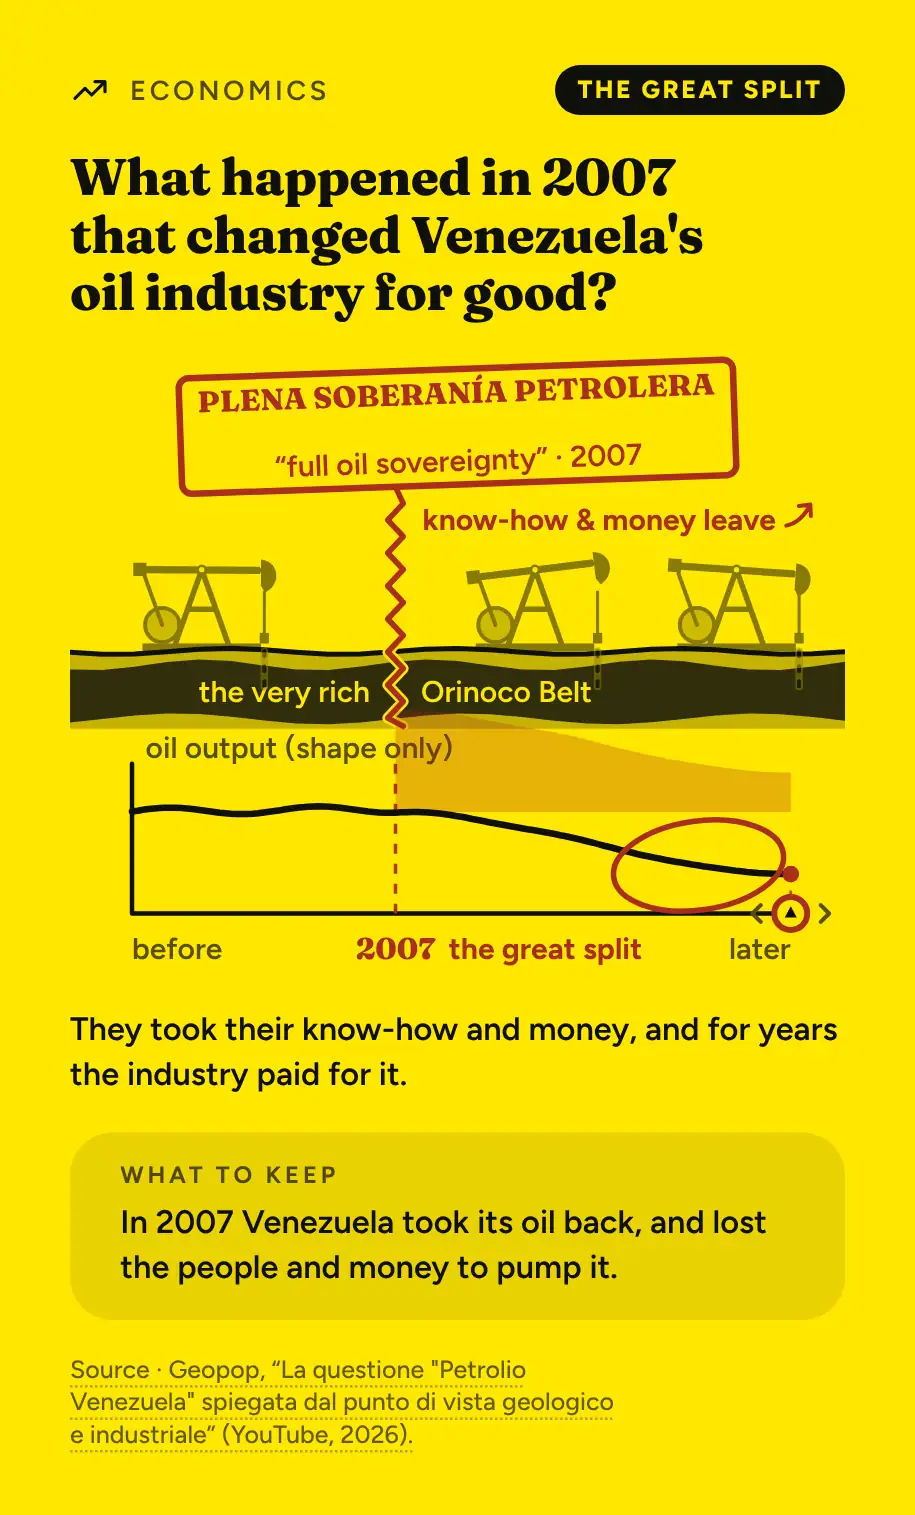 ECONOMICS
THE GREAT SPLIT
What happened in 2007
that changed Venezuela's
oil industry for good?
PLENA SOBERANÍA PETROLERA
“full oil sovereignty” · 2007
know-how & money leave
the very rich
Orinoco Belt
oil output (shape only)
before
2007 the great split
later
They took their know-how and money, and for years
the industry paid for it.
WHAT TO KEEP
In 2007 Venezuela took its oil back, and lost
the people and money to pump it.
Source · Geopop, “La questione "Petrolio
Venezuela" spiegata dal punto di vista geologico
e industriale” (YouTube, 2026).